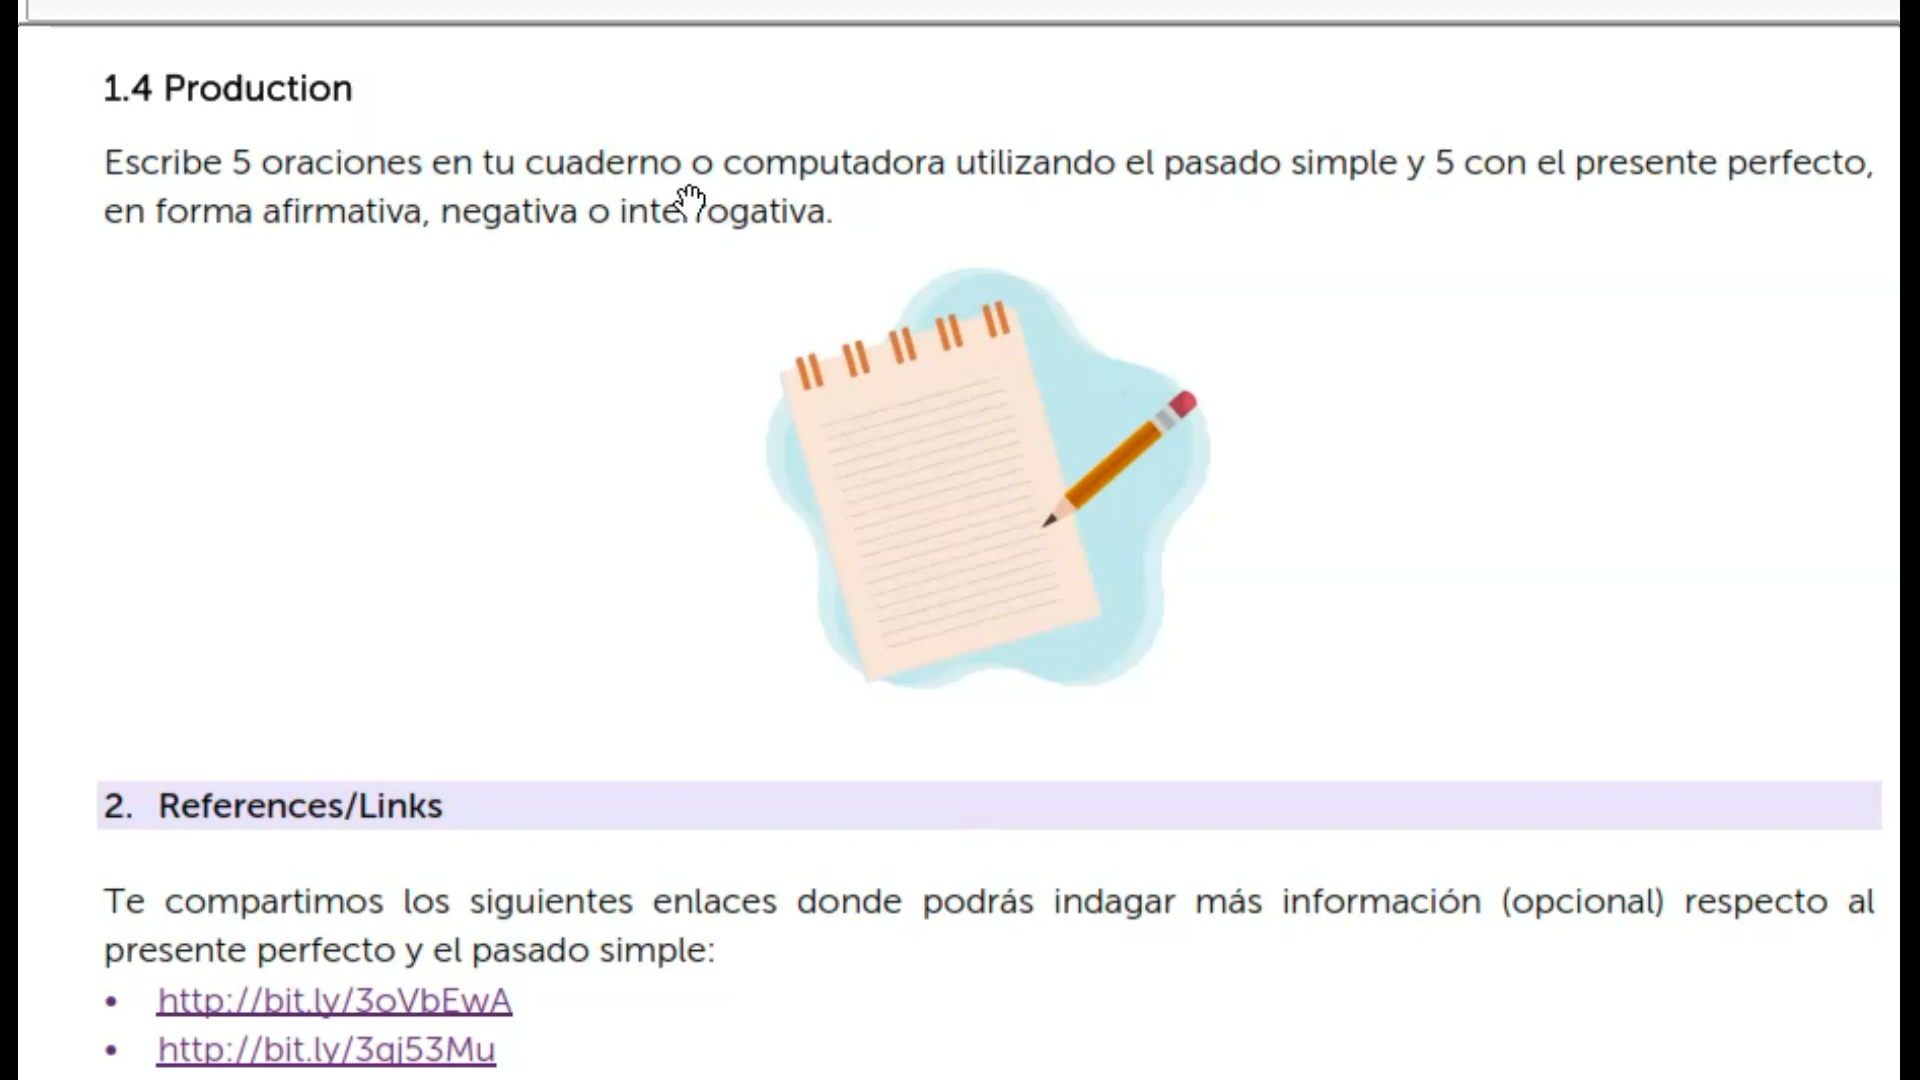 1.4 Production
Escribe 5 oraciones en tu cuaderno o computadora utilizando el pasado simple y 5 con el presente perfecto,
en forma afirmativa, negativa o interrogativa.
2. References/Links
Te compartimos los siguientes enlaces donde podrás indagar más información (opcional) respecto al
presente perfecto y el pasado simple:
• http://bit.ly/3oVbEwA
• http://bit.ly/3qj53Mu